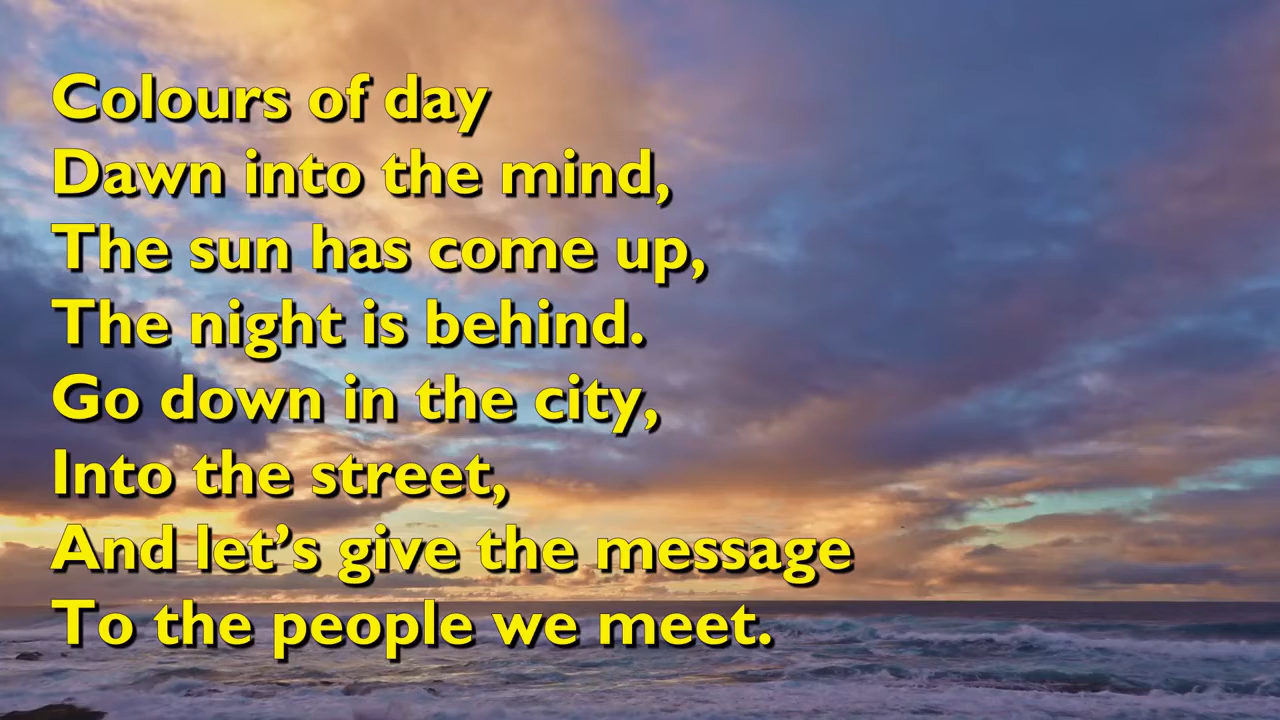 Colours of day
Dawn into the mind,
The sun has come up,
The night is behind.
Go down in the city,
Into the street,
And let’s give the message
To the people we meet.